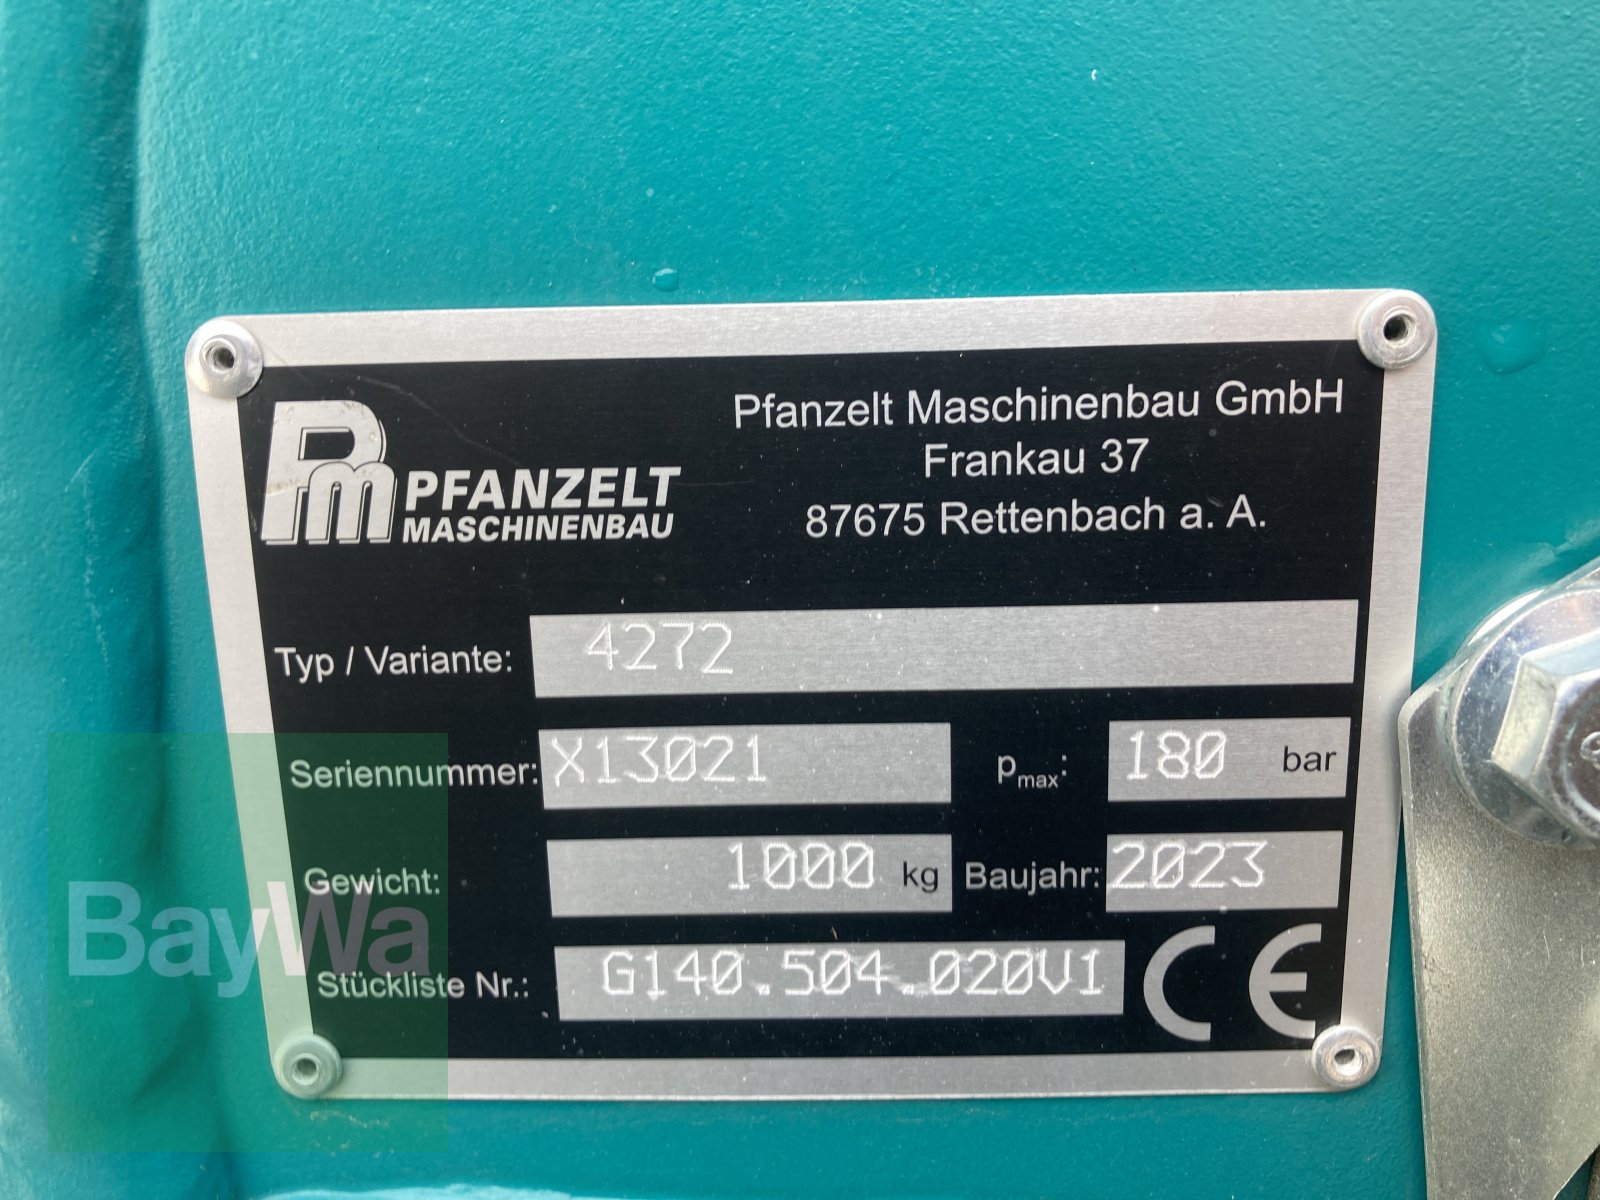 Pm PFANZELT
MASCHINENBAU
Pfanzelt Maschinenbau GmbH
Frankau 37
87675 Rettenbach a. A.
Typ / Variante: 4272
Seriennummer: X13021 pmax: 180 bar
Gewicht: 1000 kg Baujahr: 2023
Stückliste Nr.: G140.504.020V1 CE
BayWa